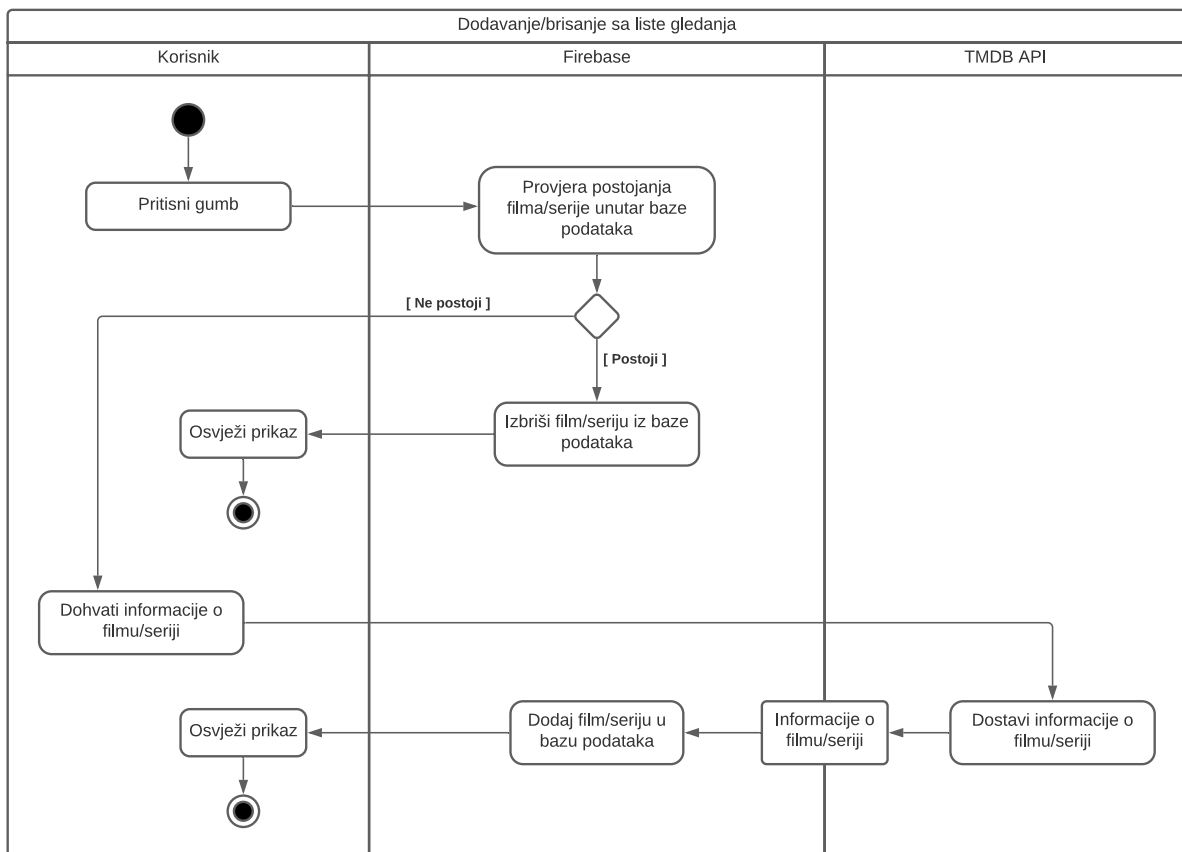 Dodavanje/brisanje sa liste gledanja
Korisnik
Firebase
TMDB API
Pritisni gumb
Provjera postojanja
filma/serije unutar baze
podataka
[ Ne postoji ]
[ Postoji ]
Osvježi prikaz
Izbriši film/seriju iz baze
podataka
Dohvati informacije o
filmu/seriji
Osvježi prikaz
Dodaj film/seriju u
bazu podataka
Informacije o
filmu/seriji
Dostavi informacije o
filmu/seriji